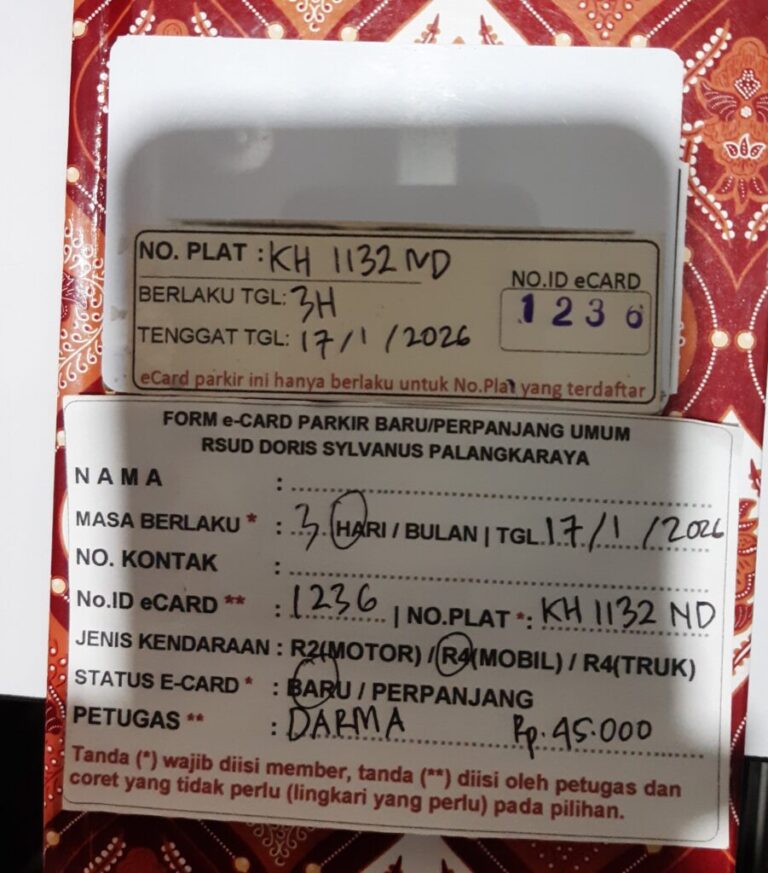 NO. PLAT : KH 1132 ND
NO.ID eCARD
BERLAKU TGL: 3H
1236
TENGGAT TGL: 17/1/2026
eCard parkir ini hanya berlaku untuk No.Plat yang terdaftar
FORM e-CARD PARKIR BARU/PERPANJANG UMUM
RSUD DORIS SYLVANUS PALANGKARAYA
NAMA :
MASA BERLAKU * : 3 HARI / BULAN | TGL 17/1/2026
NO. KONTAK :
No.ID eCARD ** : 1236 | NO.PLAT *: KH 1132 ND
JENIS KENDARAAN : R2(MOTOR) / R4(MOBIL) / R4(TRUK)
STATUS E-CARD * : BARU / PERPANJANG
PETUGAS ** : DARMA Rp. 45.000
Tanda (*) wajib diisi member, tanda (**) diisi oleh petugas dan
coret yang tidak perlu (lingkari yang perlu) pada pilihan.